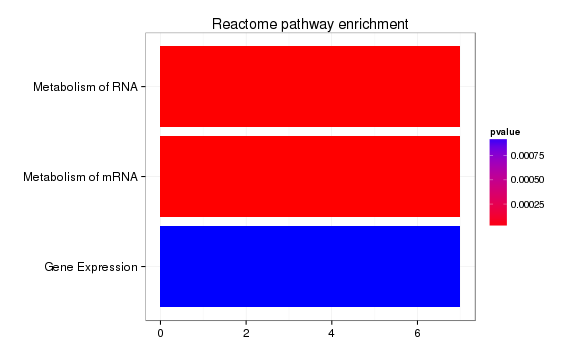 Reactome pathway enrichment
Metabolism of RNA
Metabolism of mRNA
Gene Expression
0 2 4 6
pvalue
0.00075
0.00050
0.00025